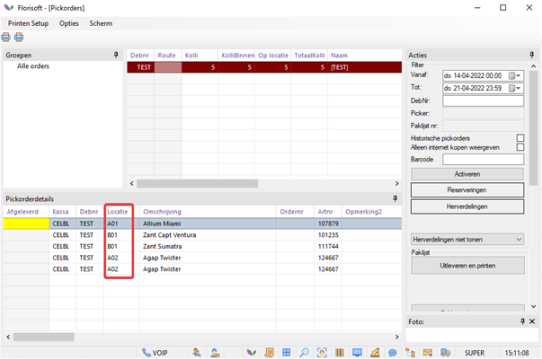 Florisoft - [Pickorders]
Printen Setup Opties Scherm
Groepen
Alle orders
Debnr Route Kolli KolliBinnen Op locatie TotaalKolli Naam
TEST 5 5 5 5 [TEST]
Acties
Filter
Vanaf: do 14-04-2022 00:00
Tot: do 21-04-2022 23:59
DebNr:
Picker:
Paklijst nr:
Historische pickorders
Alleen internet kopen weergeven
Barcode
Activeren
Reserveringen
Herverdelingen
Herverdelingen niet tonen
Paklijst
Uitleveren en printen
Foto:
Pickorderdetails
Afgeleverd Kassa Debnr Locatie Omschrijving Ordernr Artnr Opmerking2
CELBL TEST A01 Allium Miami 107879
CELBL TEST B01 Zant Capt Ventura 101235
CELBL TEST B01 Zant Sumatra 111744
CELBL TEST A02 Agap Twister 124667
CELBL TEST A02 Agap Twister 124667
VOIP SUPER 15:11:08